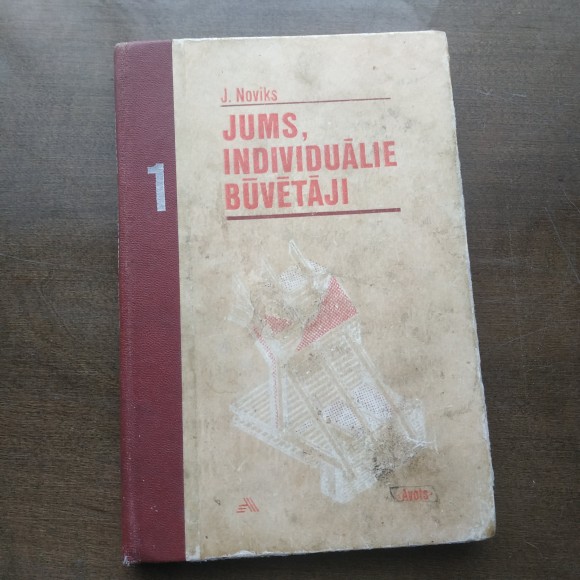 J. Noviks
JUMS,
INDIVIDUĀLIE
BŪVĒTĀJI
1
Avots